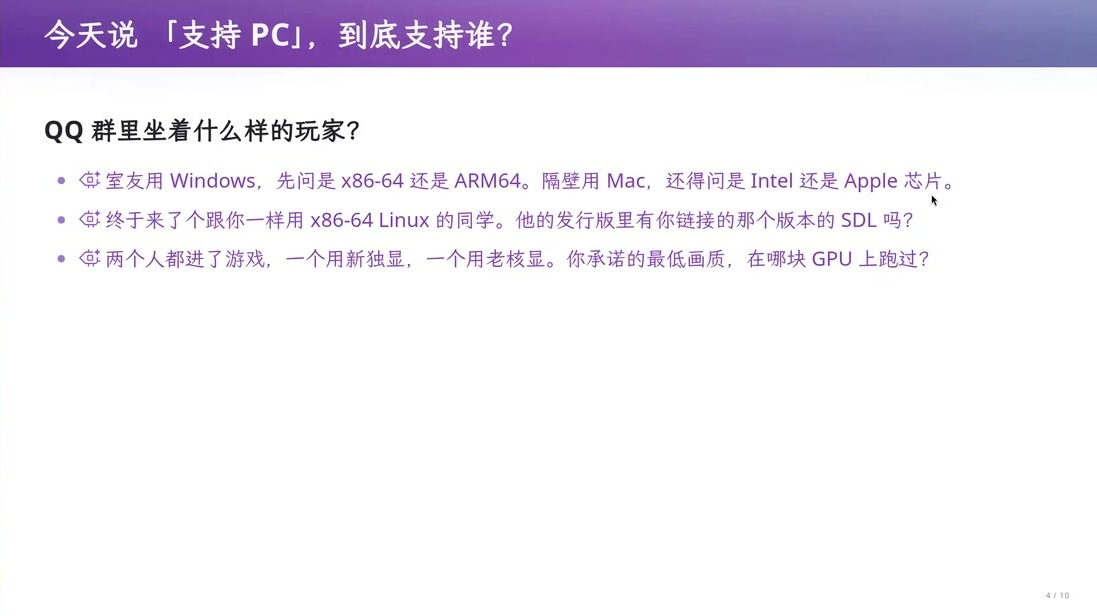 今天说 「支持 PC」，到底支持谁？
QQ 群里坐着什么样的玩家？
室友用 Windows，先问是 x86-64 还是 ARM64。隔壁用 Mac，还得问是 Intel 还是 Apple 芯片。
终于来了个跟你一样用 x86-64 Linux 的同学。他的发行版里有你链接的那个版本的 SDL 吗？
两个人都进了游戏，一个用新独显，一个用老核显。你承诺的最低画质，在哪块 GPU 上跑过？
4 / 10